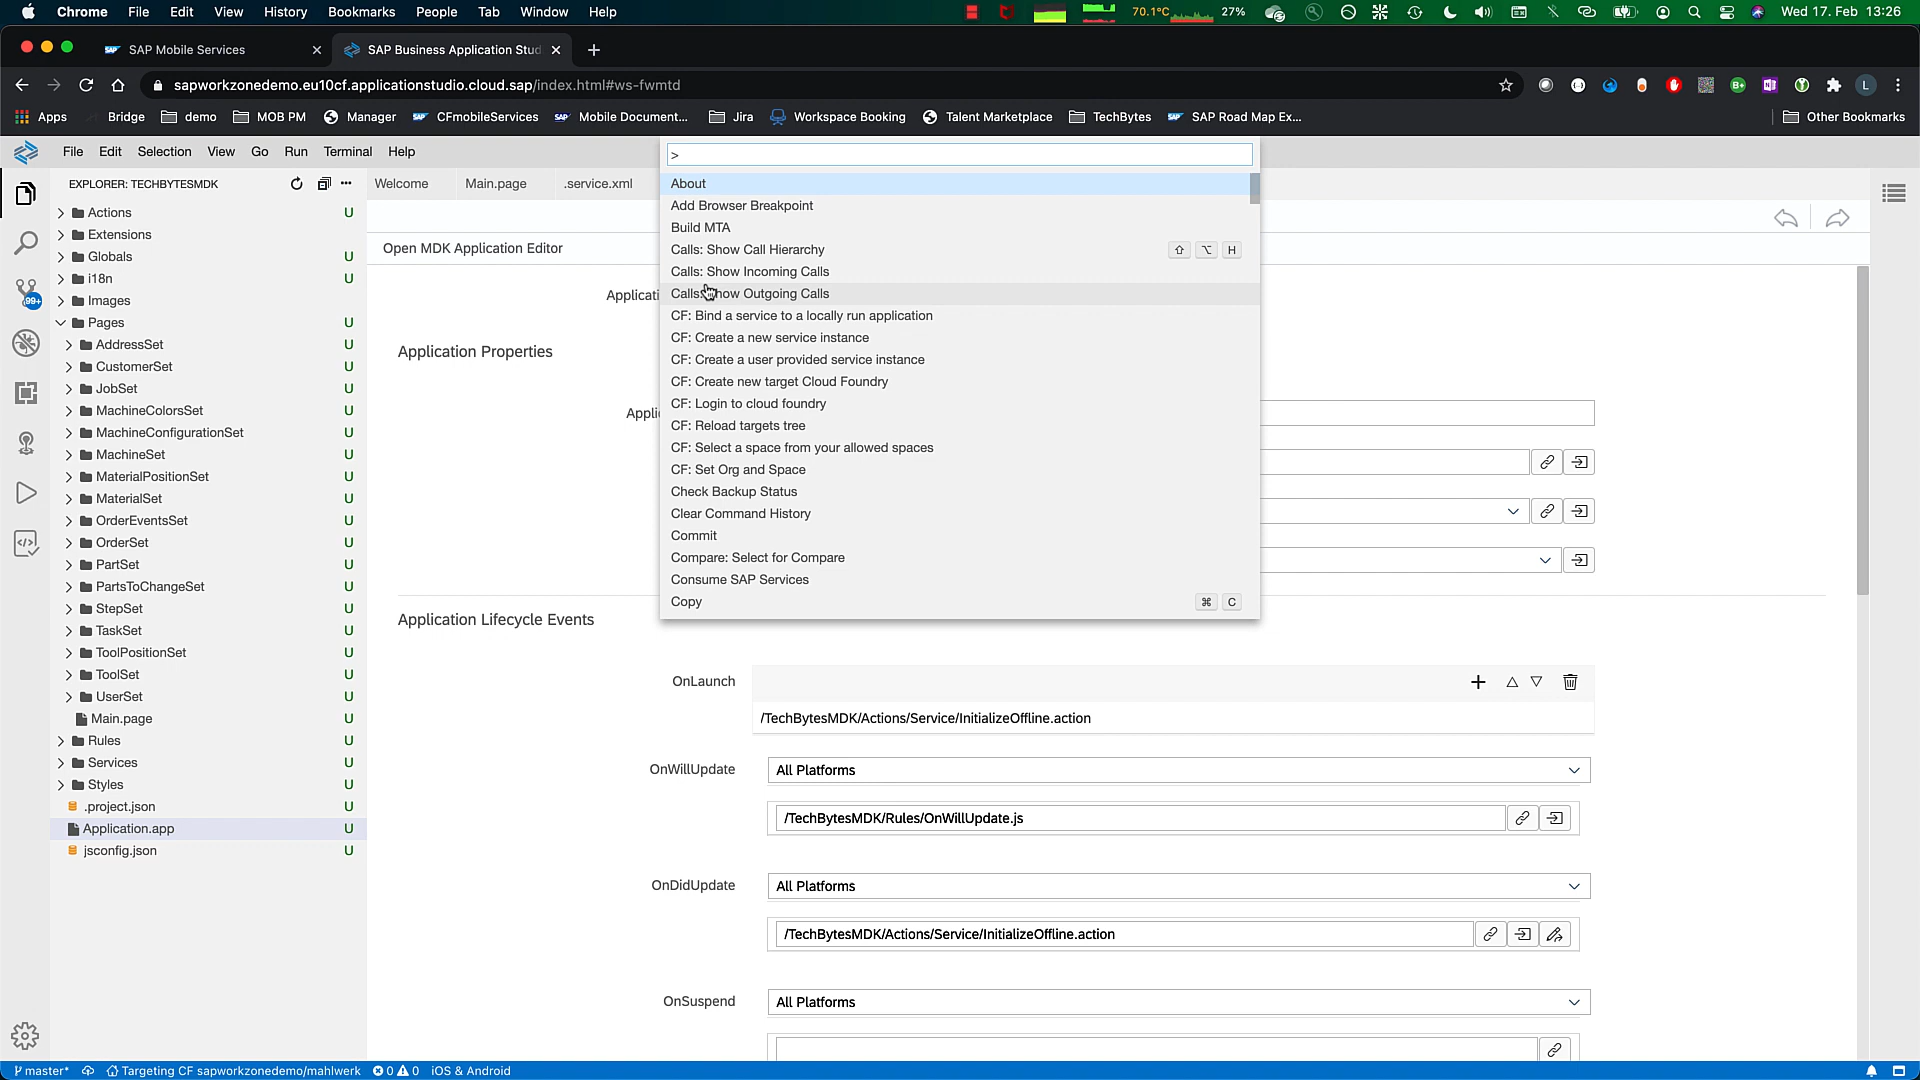 Chrome File Edit View History Bookmarks People Tab Window Help 70.1°C 27% Wed 17. Feb 13:26
SAP Mobile Services SAP Business Application Stud
sapworkzonedemo.eu10cf.applicationstudio.cloud.sap/index.html#ws-fwmtd
Apps Bridge demo MOB PM Manager CFmobileServices Mobile Document... Jira Workspace Booking Talent Marketplace TechBytes SAP Road Map Ex... Other Bookmarks
File Edit Selection View Go Run Terminal Help
>
EXPLORER: TECHBYTESMDK
Welcome Main.page .service.xml
Open MDK Application Editor
Actions U
Extensions U
Globals U
i18n U
Images U
Pages U
AddressSet U
CustomerSet U
JobSet U
MachineColorsSet U
MachineConfigurationSet U
MachineSet U
MaterialPositionSet U
MaterialSet U
OrderEventsSet U
OrderSet U
PartSet U
PartsToChangeSet U
StepSet U
TaskSet U
ToolPositionSet U
ToolSet U
UserSet U
Main.page U
Rules U
Services U
Styles U
.project.json U
Application.app U
jsconfig.json U
99+
About
Add Browser Breakpoint
Build MTA
Calls: Show Call Hierarchy ⇧ ⌥ H
Calls: Show Incoming Calls
Calls: Show Outgoing Calls
CF: Bind a service to a locally run application
CF: Create a new service instance
CF: Create a user provided service instance
CF: Create new target Cloud Foundry
CF: Login to cloud foundry
CF: Reload targets tree
CF: Select a space from your allowed spaces
CF: Set Org and Space
Check Backup Status
Clear Command History
Commit
Compare: Select for Compare
Consume SAP Services
Copy ⌘ C
Applicati
Application Properties
Appli
Application Lifecycle Events
OnLaunch
/TechBytesMDK/Actions/Service/InitializeOffline.action
OnWillUpdate All Platforms
/TechBytesMDK/Rules/OnWillUpdate.js
OnDidUpdate All Platforms
/TechBytesMDK/Actions/Service/InitializeOffline.action
OnSuspend All Platforms
master* Targeting CF sapworkzonedemo/mahlwerk 0 0 iOS & Android